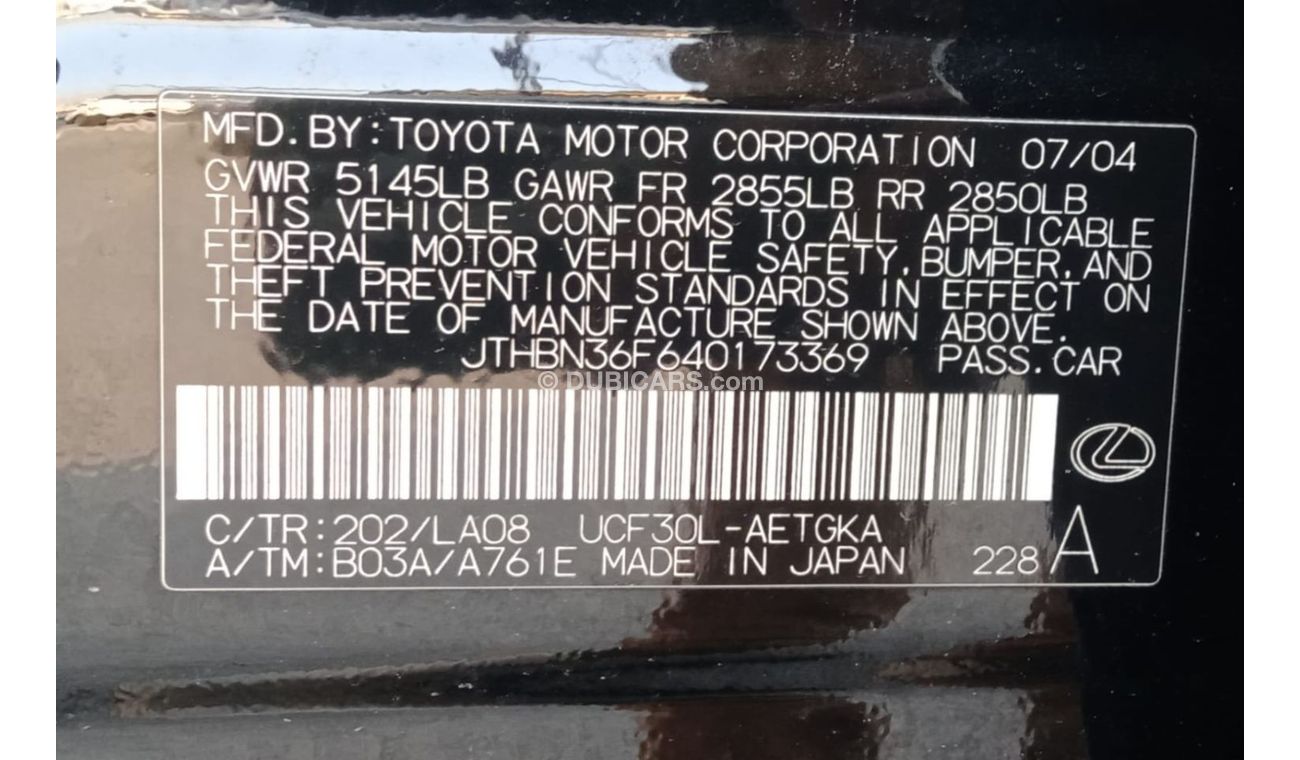 MFD. BY: TOYOTA MOTOR CORPORATION 07/04
GVWR 5145LB GAWR FR 2855LB RR 2850LB
THIS VEHICLE CONFORMS TO ALL APPLICABLE
FEDERAL MOTOR VEHICLE SAFETY, BUMPER, AND
THEFT PREVENTION STANDARDS IN EFFECT ON
THE DATE OF MANUFACTURE SHOWN ABOVE.
JTHBN36F640173369 PASS. CAR
© DUBICARS.com
C/TR: 202/LA08 UCF30L-AETGKA
A/TM: B03A/A761E MADE IN JAPAN 228 A